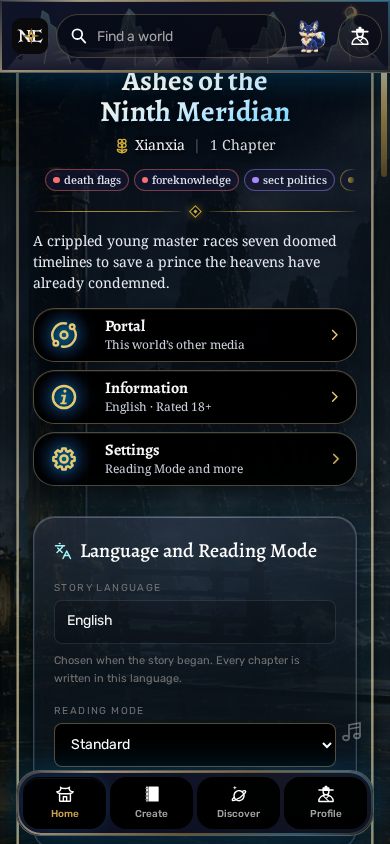 NE
Find a world
Ashes of the
Ninth Meridian
Xianxia | 1 Chapter
death flags
foreknowledge
sect politics
A crippled young master races seven doomed
timelines to save a prince the heavens have
already condemned.
Portal
This world's other media
Information
English · Rated 18+
Settings
Reading Mode and more
Language and Reading Mode
STORY LANGUAGE
English
Chosen when the story began. Every chapter is
written in this language.
READING MODE
Standard
Home
Create
Discover
Profile